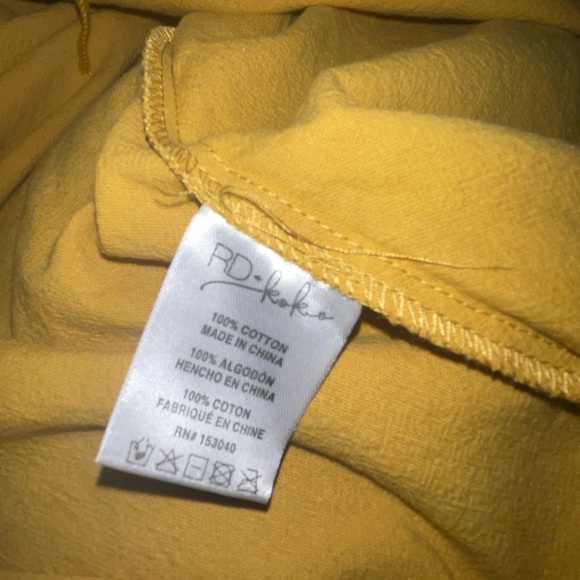 RD+
koko
100% COTTON
MADE IN CHINA
100% ALGODÓN
HENCHO EN CHINA
100% COTON
FABRIQUÉ EN CHINE
RN# 153040